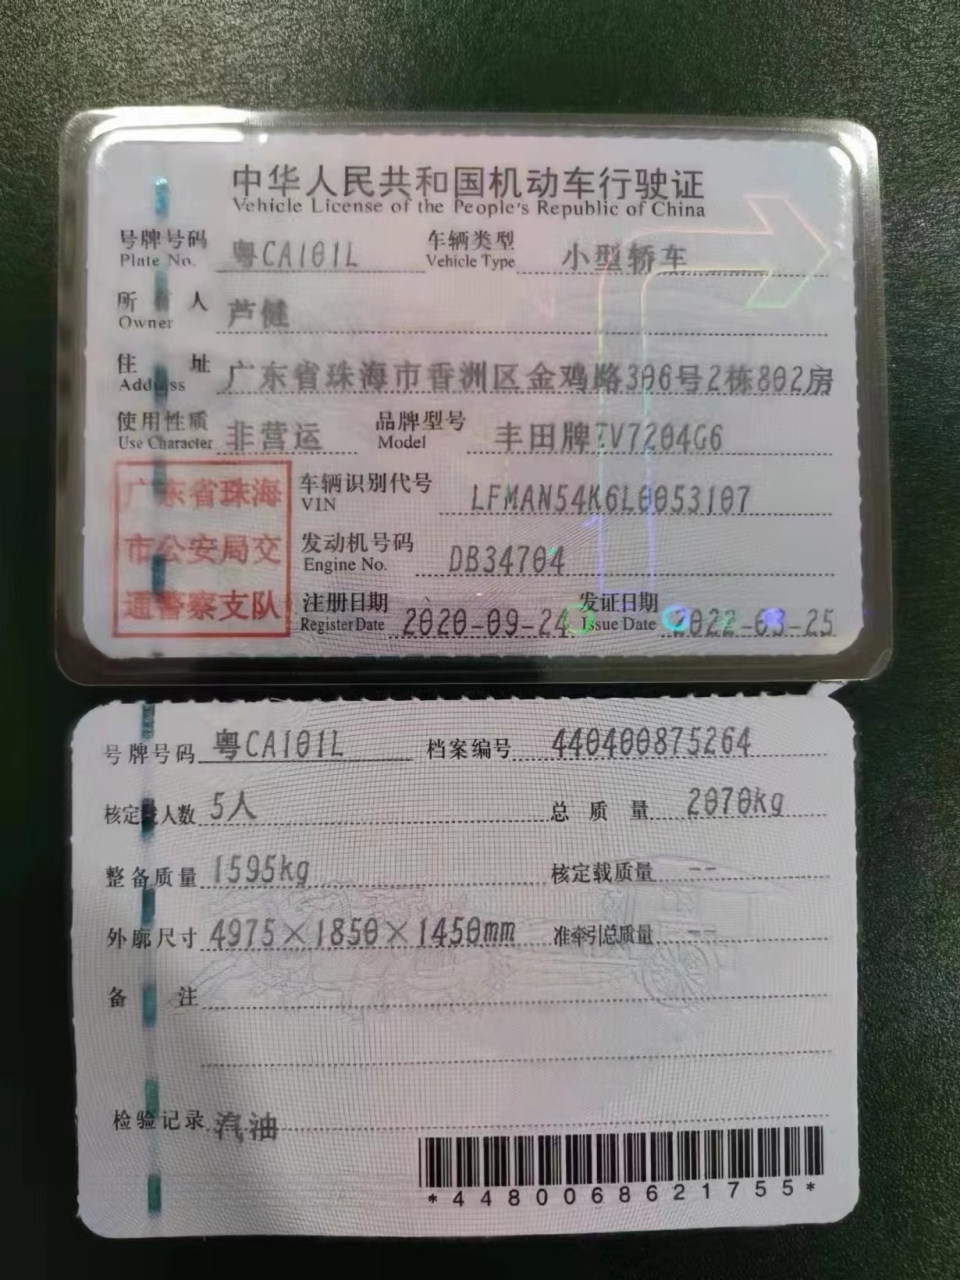 中华人民共和国机动车行驶证
Vehicle License of the People's Republic of China
号牌号码 粤CA101L 车辆类型 小型轿车
Plate No. Vehicle Type
所有人 芦健
Owner
住址 广东省珠海市香洲区金鸡路306号2栋802房
Address
使用性质 非营运 品牌型号 丰田牌TV7204G6
Use Character Model
广东省珠海
市公安局交
通警察支队
车辆识别代号 LFMAN54K6L0053107
VIN
发动机号码 DB34704
Engine No.
注册日期 2020-09-24 发证日期 2022-03-25
Register Date Issue Date
号牌号码 粤CA101L 档案编号 440400875264
核定载人数 5人 总质量 2070kg
整备质量 1595kg 核定载质量 --
外廓尺寸 4975×1850×1450mm 准牵引总质量 --
备注
检验记录 汽油
*4480068621755*